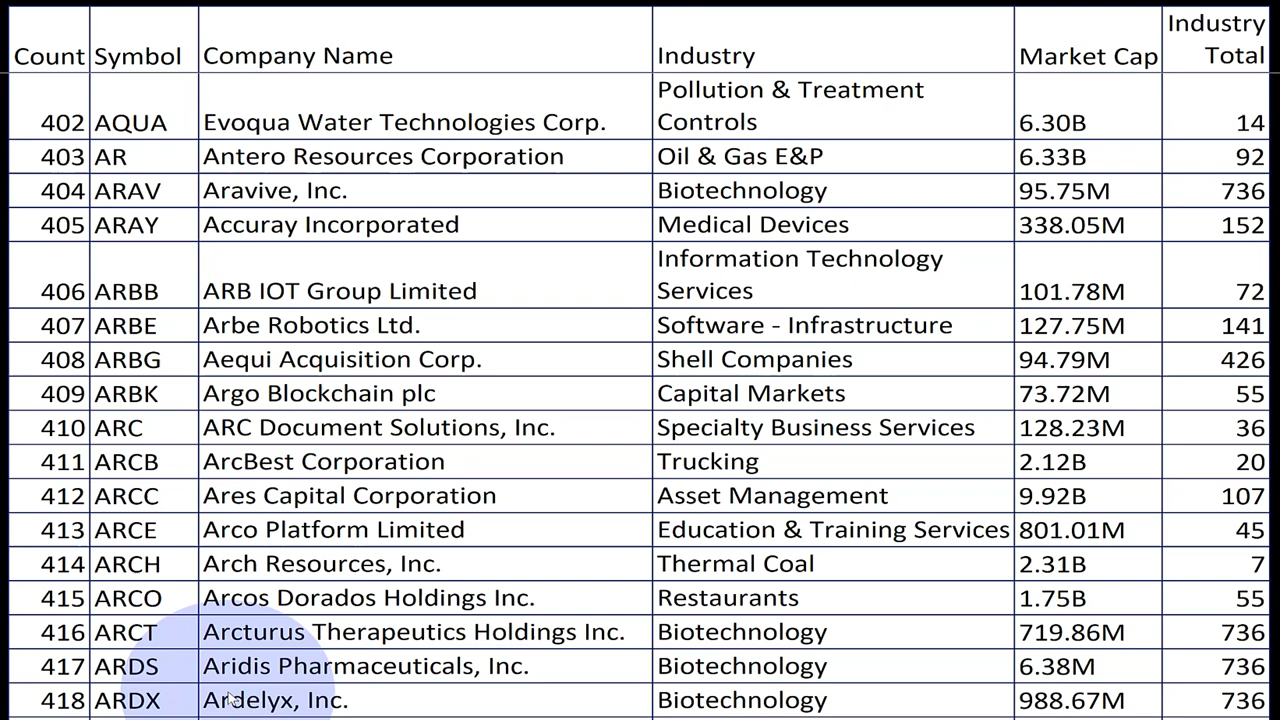 Count Symbol Company Name Industry Market Cap Industry Total
402 AQUA Evoqua Water Technologies Corp. Pollution & Treatment Controls 6.30B 14
403 AR Antero Resources Corporation Oil & Gas E&P 6.33B 92
404 ARAV Aravive, Inc. Biotechnology 95.75M 736
405 ARAY Accuray Incorporated Medical Devices 338.05M 152
406 ARBB ARB IOT Group Limited Information Technology Services 101.78M 72
407 ARBE Arbe Robotics Ltd. Software - Infrastructure 127.75M 141
408 ARBG Aequi Acquisition Corp. Shell Companies 94.79M 426
409 ARBK Argo Blockchain plc Capital Markets 73.72M 55
410 ARC ARC Document Solutions, Inc. Specialty Business Services 128.23M 36
411 ARCB ArcBest Corporation Trucking 2.12B 20
412 ARCC Ares Capital Corporation Asset Management 9.92B 107
413 ARCE Arco Platform Limited Education & Training Services 801.01M 45
414 ARCH Arch Resources, Inc. Thermal Coal 2.31B 7
415 ARCO Arcos Dorados Holdings Inc. Restaurants 1.75B 55
416 ARCT Arcturus Therapeutics Holdings Inc. Biotechnology 719.86M 736
417 ARDS Aridis Pharmaceuticals, Inc. Biotechnology 6.38M 736
418 ARDX Ardelyx, Inc. Biotechnology 988.67M 736